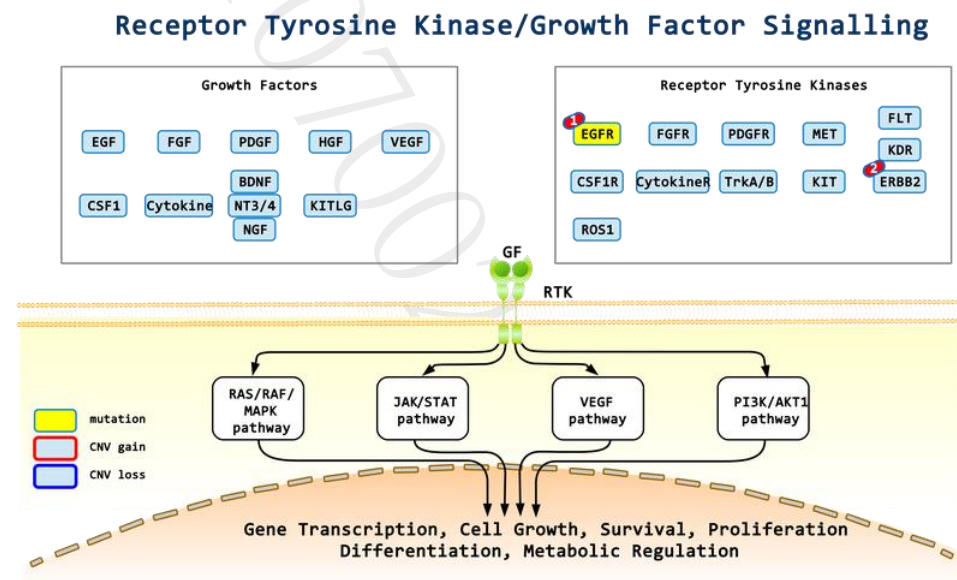 Receptor Tyrosine Kinase/Growth Factor Signalling
Growth Factors
EGF
FGF
PDGF
HGF
VEGF
BDNF
CSF1
Cytokine
NT3/4
KITLG
NGF
Receptor Tyrosine Kinases
1
EGFR
FGFR
PDGFR
MET
FLT
KDR
2
CSF1R
CytokineR
TrkA/B
KIT
ERBB2
ROS1
GF
RTK
RAS/RAF/
MAPK
pathway
JAK/STAT
pathway
VEGF
pathway
PI3K/AKT1
pathway
mutation
CNV gain
CNV loss
Gene Transcription, Cell Growth, Survival, Proliferation
Differentiation, Metabolic Regulation